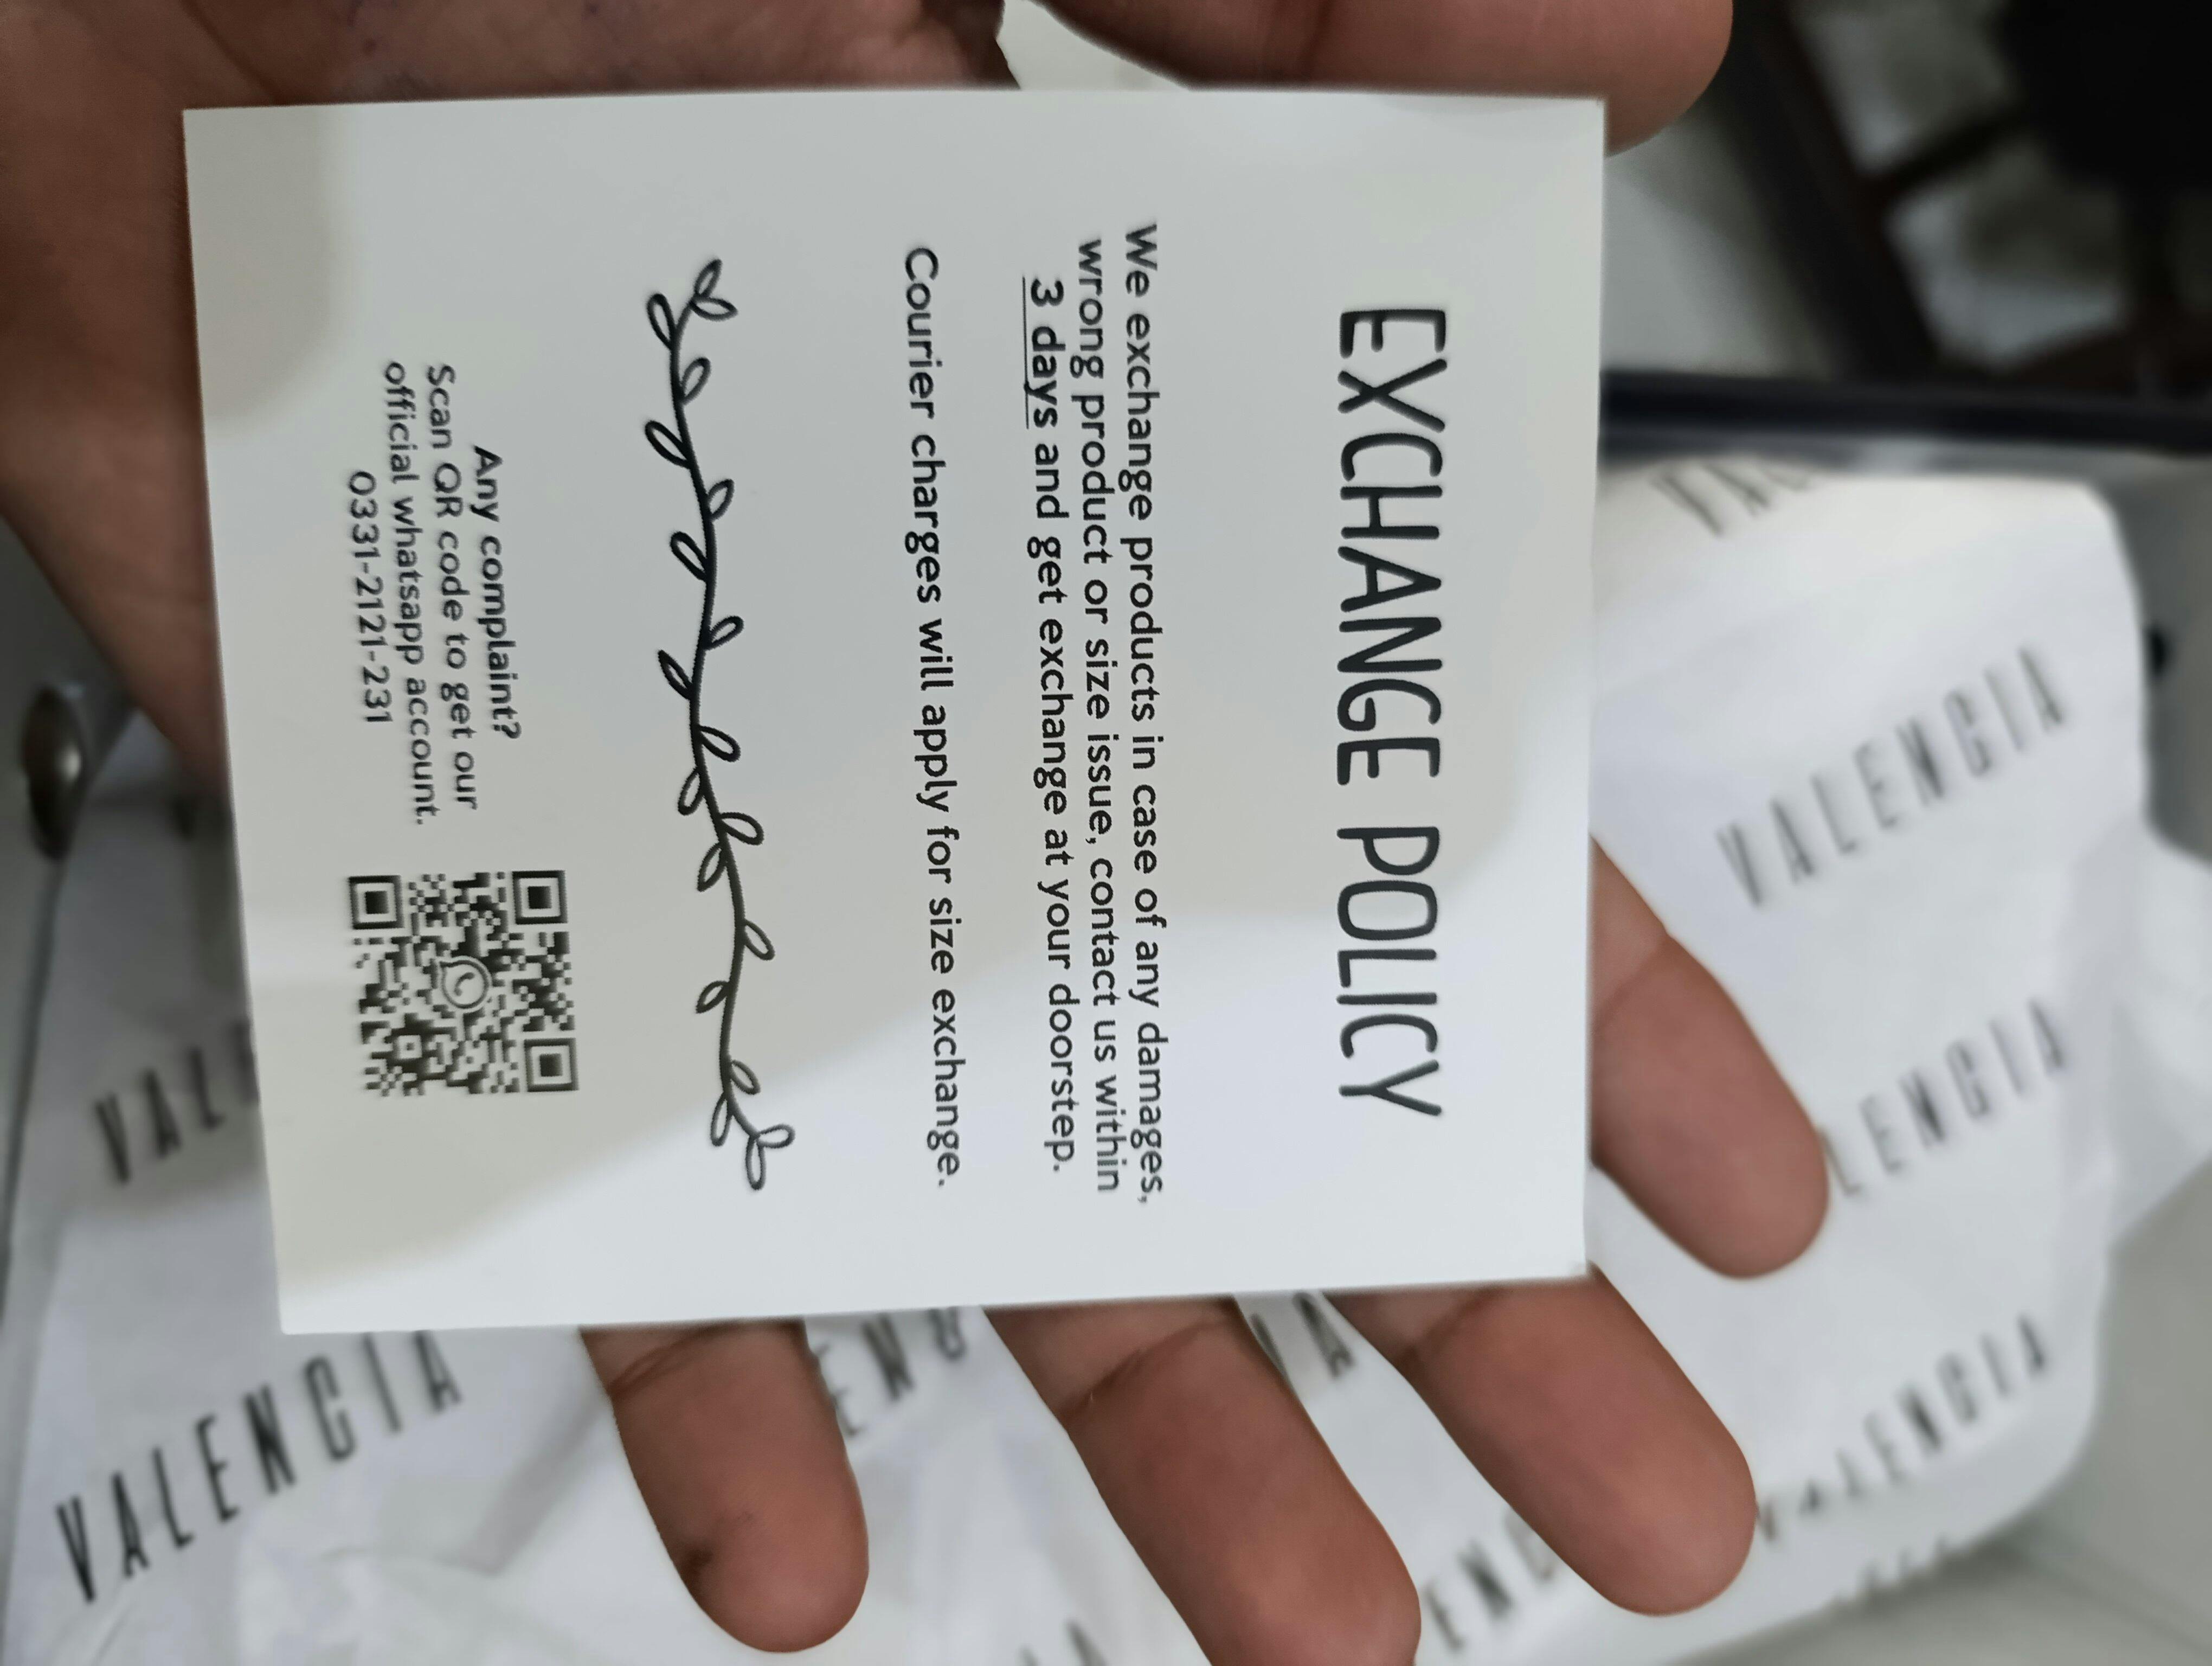 EXCHANGE POLICY
We exchange products in case of any damages,
wrong product or size issue, contact us within
3 days and get exchange at your doorstep.
Courier charges will apply for size exchange.
Any complaint?
Scan QR code to get our
official whatsapp account.
0331-2121-231
VALENCIA
VALENCIA
VALENCIA
VALENCIA